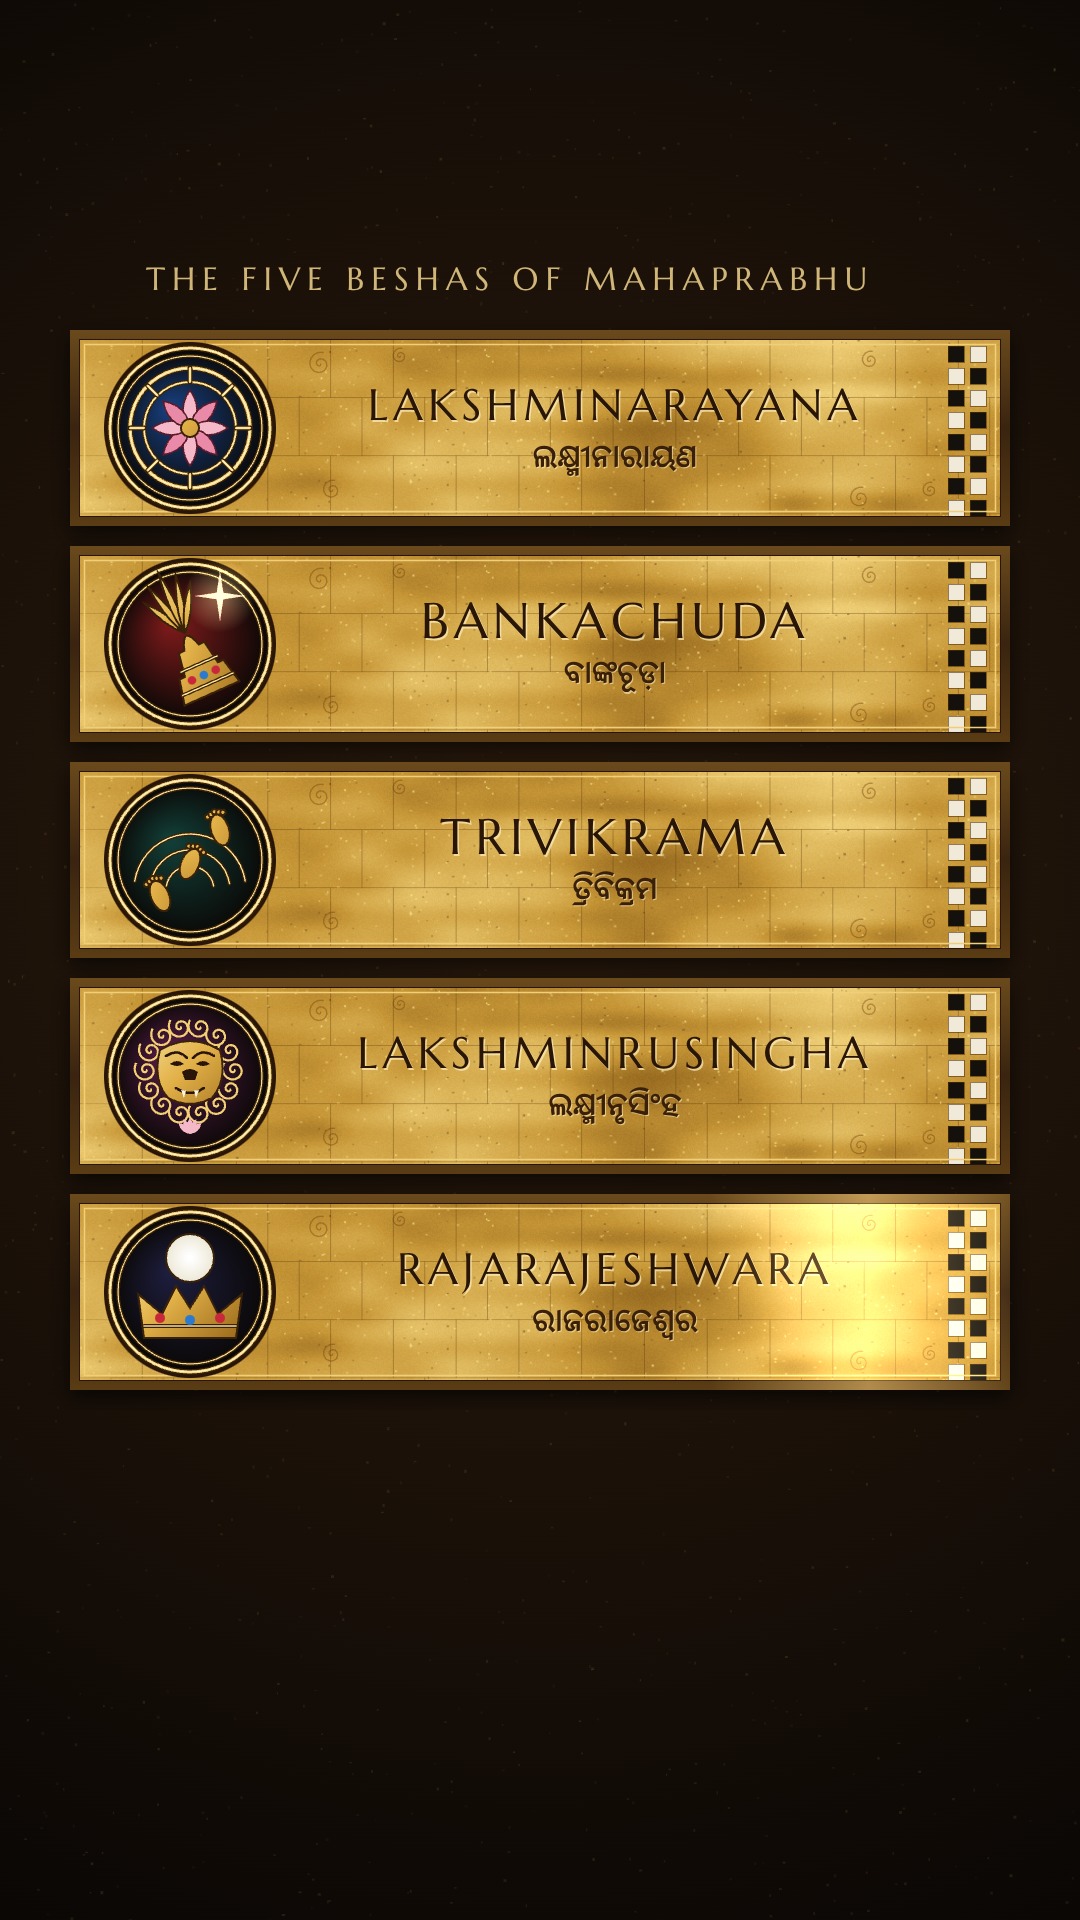 THE FIVE BESHAS OF MAHAPRABHU
LAKSHMINARAYANA
ଲକ୍ଷ୍ମୀନାରାୟଣ
BANKACHUDA
ବାଙ୍କଚୂଡ଼ା
TRIVIKRAMA
ତ୍ରିବିକ୍ରମ
LAKSHMINRUSINGHA
ଲକ୍ଷ୍ମୀନୃସିଂହ
RAJARAJESHWARA
ରାଜରାଜେଶ୍ୱର